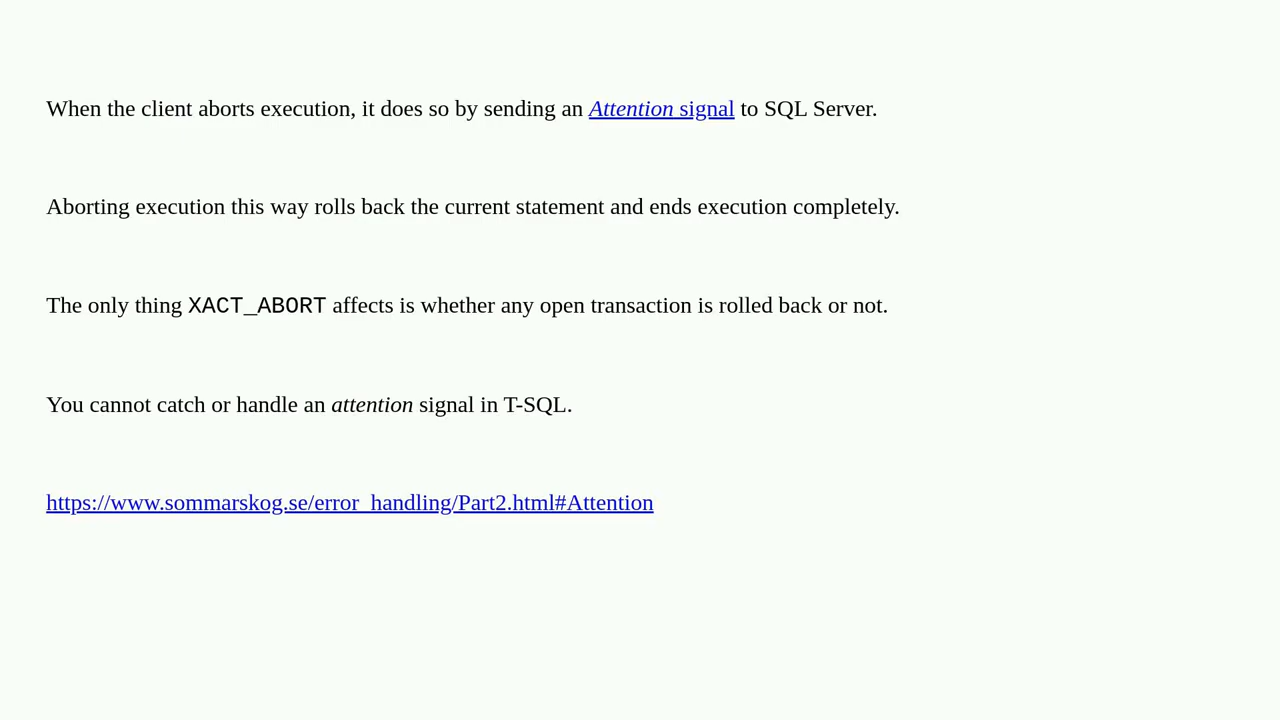 When the client aborts execution, it does so by sending an Attention signal to SQL Server.
Aborting execution this way rolls back the current statement and ends execution completely.
The only thing XACT_ABORT affects is whether any open transaction is rolled back or not.
You cannot catch or handle an attention signal in T-SQL.
https://www.sommarskog.se/error_handling/Part2.html#Attention